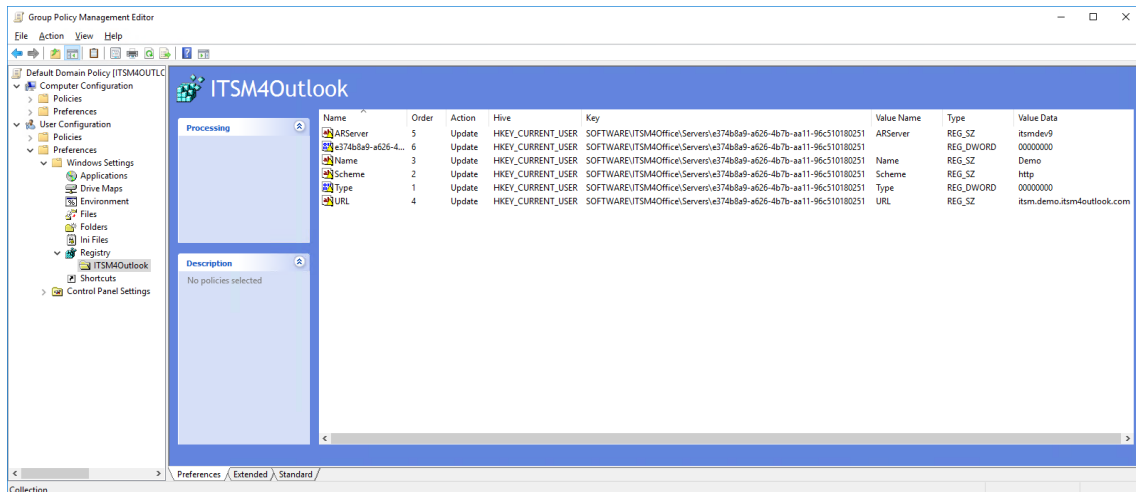 Group Policy Management Editor
File Action View Help
Default Domain Policy [ITSM4OUTLC
Computer Configuration
Policies
Preferences
User Configuration
Policies
Preferences
Windows Settings
Applications
Drive Maps
Environment
Files
Folders
Ini Files
Registry
ITSM4Outlook
Shortcuts
Control Panel Settings
ITSM4Outlook
Processing
Description
No policies selected
Name Order Action Hive Key Value Name Type Value Data
ARServer 5 Update HKEY_CURRENT_USER SOFTWARE\ITSM4Office\Servers\e374b8a9-a626-4b7b-aa11-96c510180251 ARServer REG_SZ itsmdev9
e374b8a9-a626-4... 6 Update HKEY_CURRENT_USER SOFTWARE\ITSM4Office\Servers\e374b8a9-a626-4b7b-aa11-96c510180251 REG_DWORD 00000000
Name 3 Update HKEY_CURRENT_USER SOFTWARE\ITSM4Office\Servers\e374b8a9-a626-4b7b-aa11-96c510180251 Name REG_SZ Demo
Scheme 2 Update HKEY_CURRENT_USER SOFTWARE\ITSM4Office\Servers\e374b8a9-a626-4b7b-aa11-96c510180251 Scheme REG_SZ http
Type 1 Update HKEY_CURRENT_USER SOFTWARE\ITSM4Office\Servers\e374b8a9-a626-4b7b-aa11-96c510180251 Type REG_DWORD 00000000
URL 4 Update HKEY_CURRENT_USER SOFTWARE\ITSM4Office\Servers\e374b8a9-a626-4b7b-aa11-96c510180251 URL REG_SZ itsm.demo.itsm4outlook.com
Preferences Extended Standard
Collection